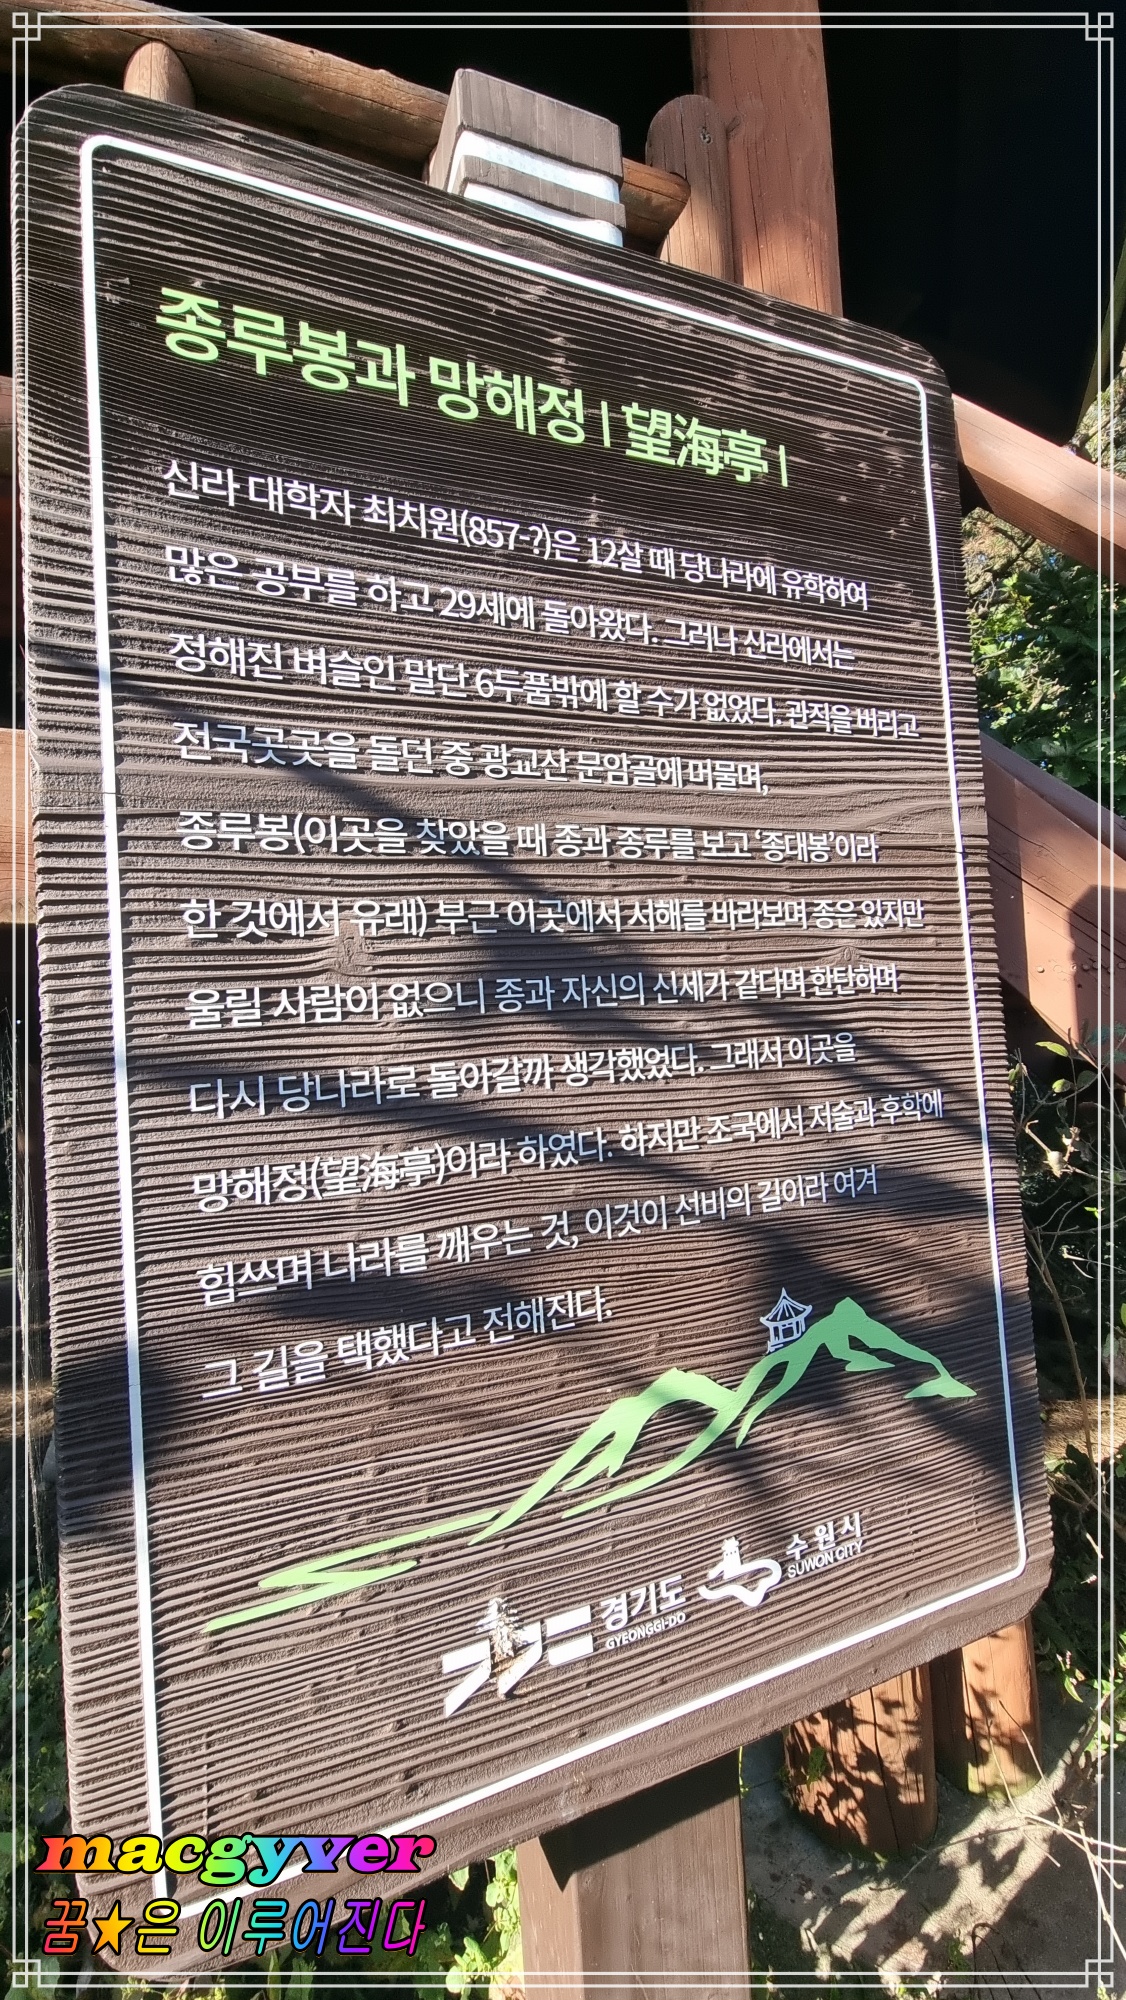 종루봉과 망해정 | 望海亭 |
신라 대학자 최치원(857-?)은 12살 때 당나라에 유학하여
많은 공부를 하고 29세에 돌아왔다. 그러나 신라에서는
정해진 벼슬인 말단 6두품밖에 할 수가 없었다. 관직을 버리고
전국곳곳을 돌던 중 광교산 문암골에 머물며,
종루봉(이곳을 찾았을 때 종과 종루를 보고 ‘종대봉’이라
한 것에서 유래) 부근 이곳에서 서해를 바라보며 종은 있지만
울릴 사람이 없으니 종과 자신의 신세가 같다며 한탄하며
다시 당나라로 돌아갈까 생각했었다. 그래서 이곳을
망해정(望海亭)이라 하였다. 하지만 조국에서 저술과 후학에
힘쓰며 나라를 깨우는 것, 이것이 선비의 길이라 여겨
그 길을 택했다고 전해진다.
경기도
GYEONGGI-DO
수원시
SUWON CITY
macgyver
꿈★은 이루어진다